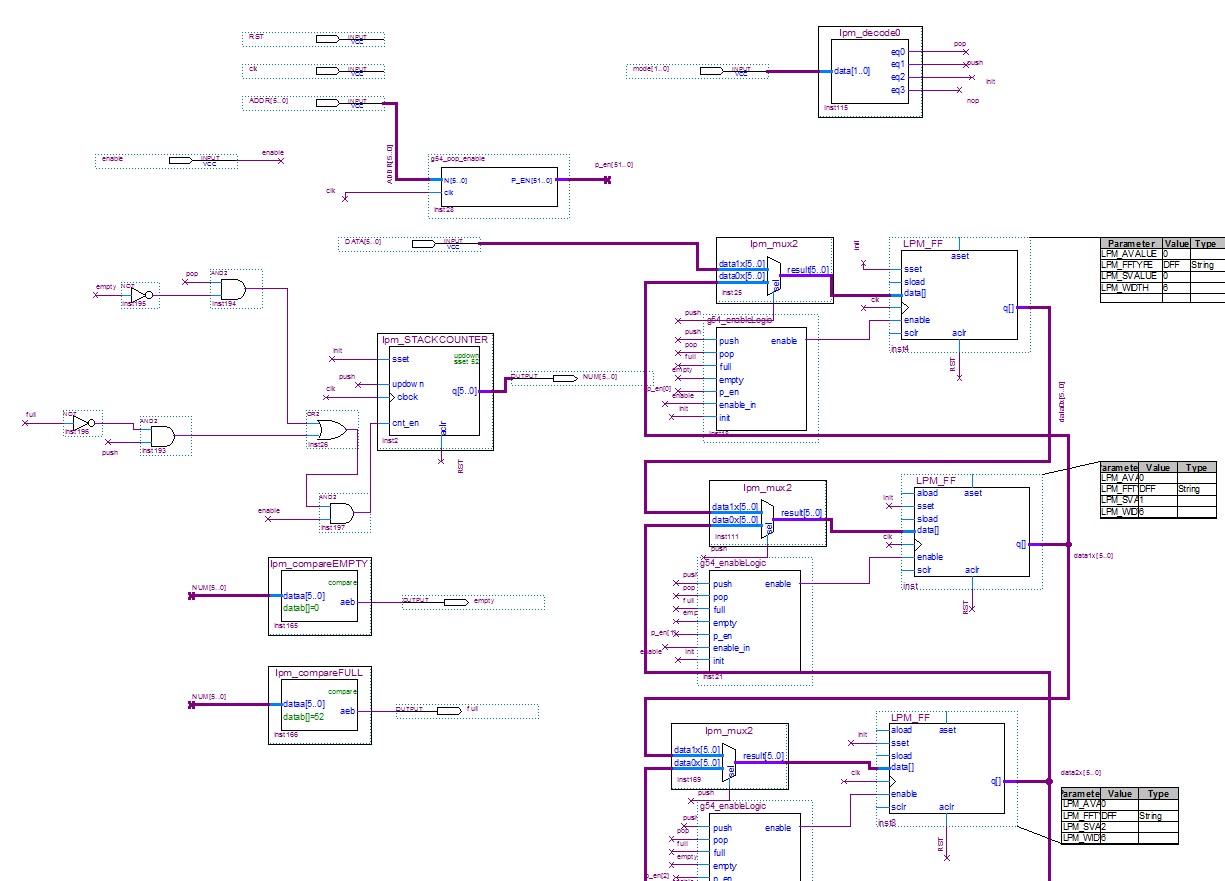 RST
INPUT
VCC
clk
INPUT
VCC
ADDR[5..0]
INPUT
VCC
ADDR[5..0]
enable
INPUT
VCC
enable
g54_pop_enable
N[5..0]
P_EN[51..0]
clk
inst28
clk
p_en[51..0]
mode[1..0]
INPUT
VCC
lpm_decode0
data[1..0]
eq0
eq1
eq2
eq3
inst115
pop
push
init
nop
DATA[5..0]
INPUT
VCC
lpm_mux2
data1x[5..0]
data0x[5..0]
result[5..0]
sel
inst25
push
init
clk
LPM_FF
aset
sset
sload
data[]
q[]
enable
sclr
aclr
inst4
RST
Parameter Value Type
LPM_AVALUE 0
LPM_FFTYPE DFF String
LPM_SVALUE 0
LPM_WIDTH 6
g54_enableLogic
push
pop
full
empty
p_en
enable_in
init
enable
push
pop
full
empty
p_en[0]
enable
init
data0x[5..0]
empty
NOT
inst195
pop
AND2
inst194
full
NOT
inst196
push
AND2
inst193
OR2
inst26
enable
AND2
inst197
lpm_STACKCOUNTER
updown
sset 52
sset
updown
clock
cnt_en
q[5..0]
aclr
inst2
init
push
clk
RST
OUTPUT
NUM[5..0]
lpm_compareEMPTY
compare
dataa[5..0]
datab[]=0
aeb
inst165
NUM[5..0]
OUTPUT
empty
lpm_compareFULL
compare
dataa[5..0]
datab[]=52
aeb
inst166
NUM[5..0]
OUTPUT
full
lpm_mux2
data1x[5..0]
data0x[5..0]
result[5..0]
sel
inst111
push
init
clk
LPM_FF
aload
aset
sset
sload
data[]
q[]
enable
sclr
aclr
inst
RST
data1x[5..0]
Paramete Value Type
LPM_AVA 0
LPM_FFT DFF String
LPM_SVA 1
LPM_WID 6
g54_enableLogic
push
pop
full
empty
p_en
enable_in
init
enable
inst21
push
pop
full
emp
p_en[1]
enable
init
lpm_mux2
data1x[5..0]
data0x[5..0]
result[5..0]
sel
inst169
push
init
clk
LPM_FF
aload
aset
sset
sload
data[]
q[]
enable
sclr
aclr
inst8
RST
data2x[5..0]
Paramete Value Type
LPM_AVA 0
LPM_FFT DFF String
LPM_SVA 2
LPM_WID 6
g54_enableLogic
push
pop
full
empty
p_en
enable
push
pop
full
empty
p_en[2]